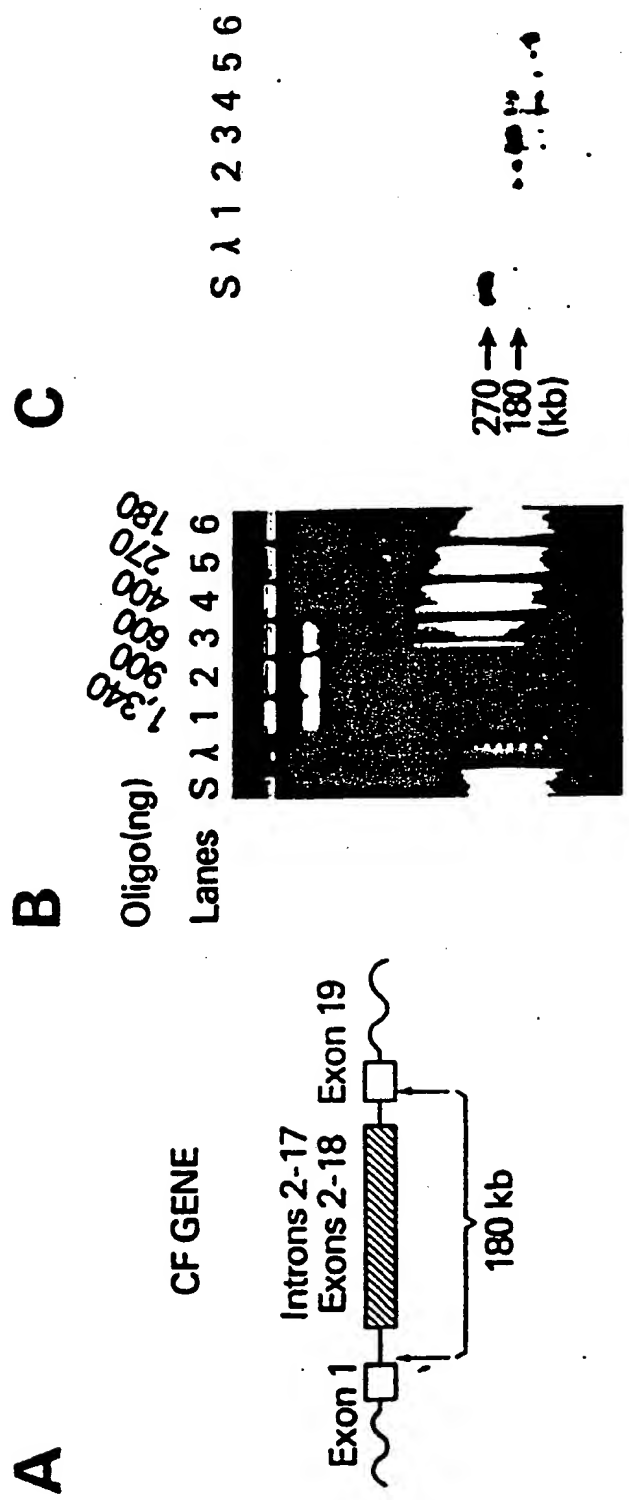 A
CF GENE
Introns 2-17
Exons 2-18
Exon 1
Exon 19
180 kb
B
Oligo(ng) 1,340 900 600 400 270 180
Lanes S λ 1 2 3 4 5 6
C
S λ 1 2 3 4 5 6
270
180
(kb)